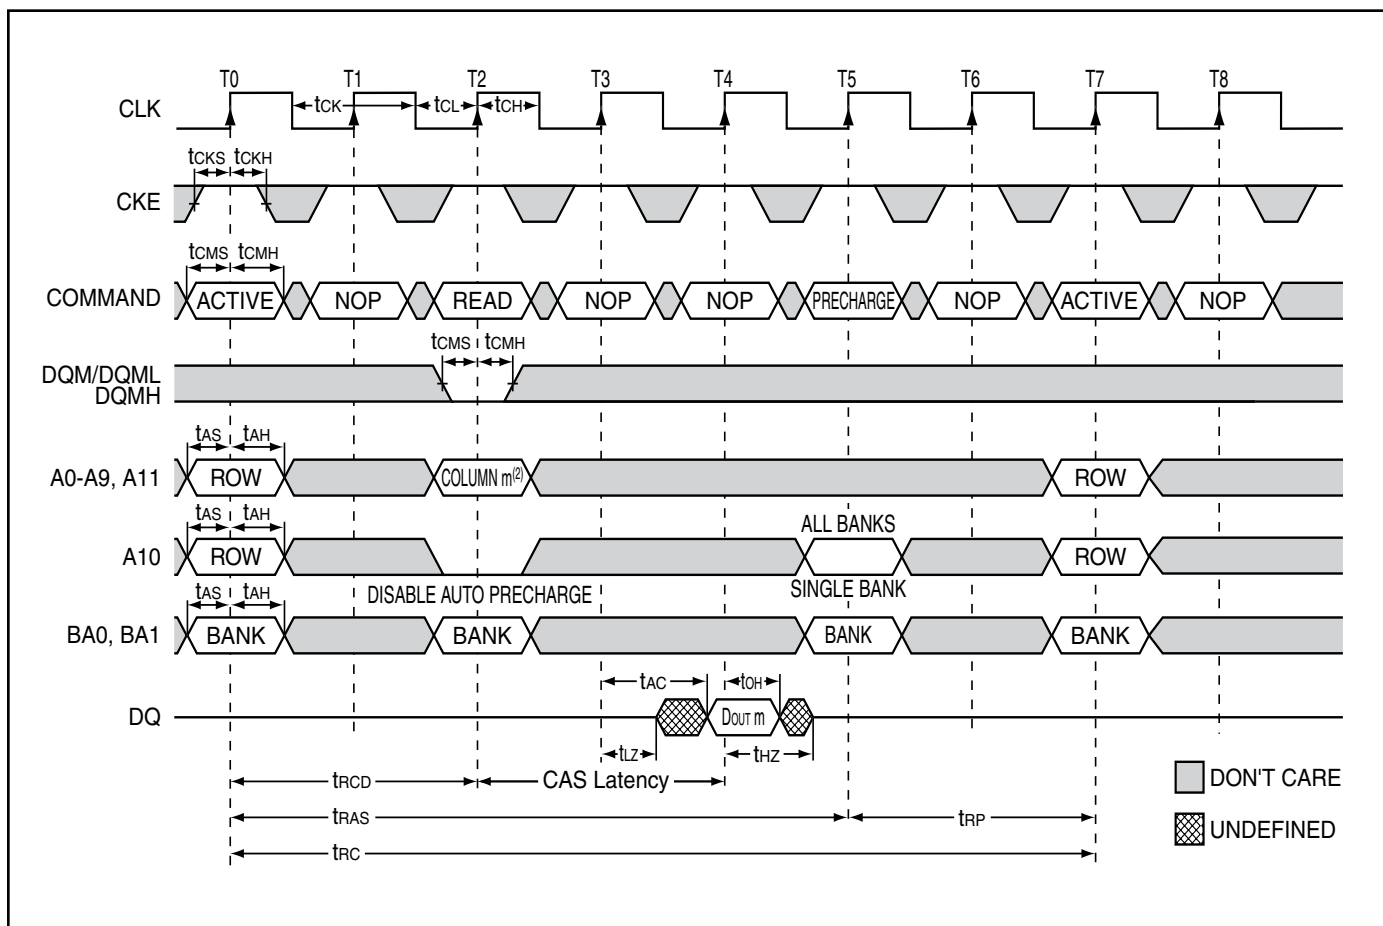 T0 T1 T2 T3 T4 T5 T6 T7 T8
CLK tCK tCL tCH
tCKS tCKH
CKE
tCMS tCMH
COMMAND ACTIVE NOP READ NOP NOP PRECHARGE NOP ACTIVE NOP
tCMS tCMH
DQM/DQML
DQMH
tAS tAH
A0-A9, A11 ROW COLUMN m(2) ROW
tAS tAH ALL BANKS
A10 ROW ROW
tAS tAH DISABLE AUTO PRECHARGE SINGLE BANK
BA0, BA1 BANK BANK BANK BANK
tAC tOH
DQ DOUT m
tLZ tHZ
tRCD CAS Latency DON'T CARE
tRAS tRP
UNDEFINED
tRC